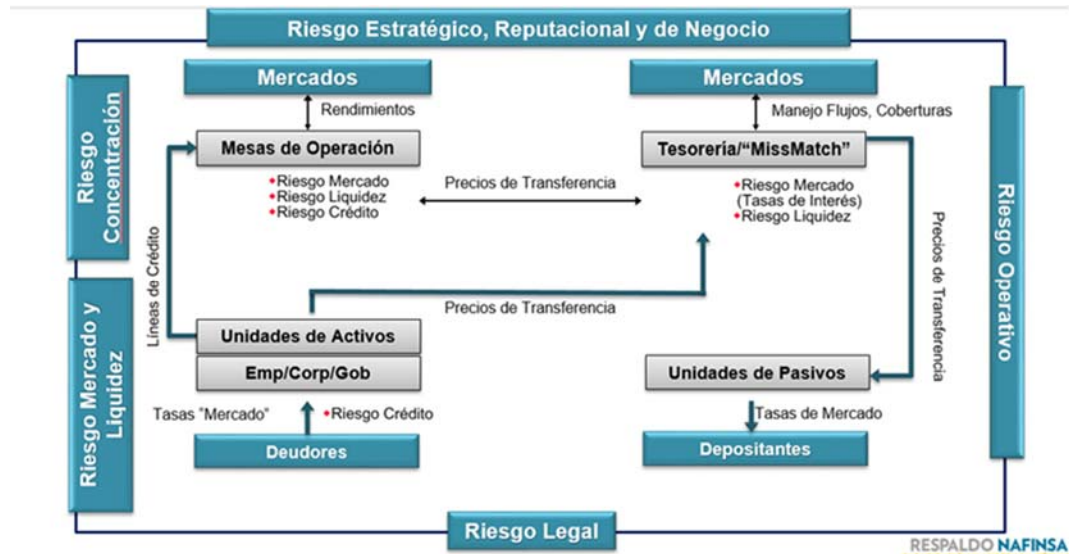 Riesgo Estratégico, Reputacional y de Negocio
Mercados
Mercados
Rendimientos
Manejo Flujos, Coberturas
Riesgo
Concentración
Mesas de Operación
Tesorería/“MissMatch”
Riesgo Mercado
Riesgo Liquidez
Riesgo Crédito
Precios de Transferencia
Riesgo Mercado
(Tasas de Interés)
Riesgo Liquidez
Precios de Transferencia
Riesgo Operativo
Líneas de Crédito
Precios de Transferencia
Riesgo Mercado y
Liquidez
Unidades de Activos
Emp/Corp/Gob
Unidades de Pasivos
Tasas "Mercado"
Riesgo Crédito
Tasas de Mercado
Deudores
Depositantes
Riesgo Legal
RESPALDO NAFINSA